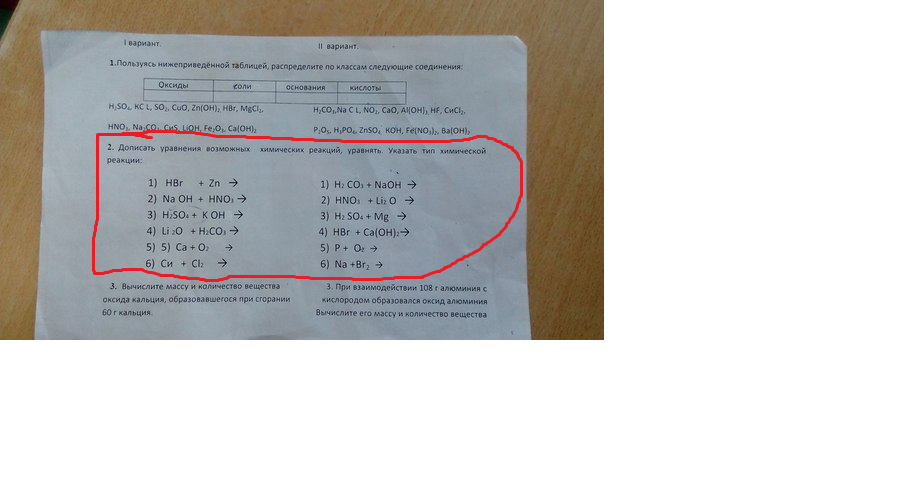 I вариант.
II вариант.
1.Пользуясь нижеприведённой таблицей, распределите по классам следующие соединения:
Оксиды соли основания кислоты
H₂SO₄, KC L, SO₂, CuO, Zn(OH)₂ HBr, MgCl₂,
HNO₃, Na₂CO₃, CuS, LiOH, Fe₂O₃, Ca(OH)₂
H₂CO₃,Na C L, NO₂, CaO, Al(OH)₃ HF, CuCl₂,
P₂O₅, H₃PO₄, ZnSO₄ KOH, Fe(NO₃)₂, Ba(OH)₂
2. Дописать уравнения возможных химических реакций, уравнять. Указать тип химической
реакции:
1) HBr + Zn →
2) Na OH + HNO₃ →
3) H₂SO₄ + K OH →
4) Li ₂O + H₂CO₃ →
5) 5) Ca + O₂ →
6) Cu + Cl₂ →
1) H₂ CO₃ + NaOH →
2) HNO₃ + Li₂ O →
3) H₂ SO₄ + Mg →
4) HBr + Ca(OH)₂→
5) P + O₂ →
6) Na +Br₂ →
3. Вычислите массу и количество вещества
оксида кальция, образовавшегося при сгорании
60 г кальция.
3. При взаимодействии 108 г алюминия с
кислородом образовался оксид алюминия
Вычислите его массу и количество вещества